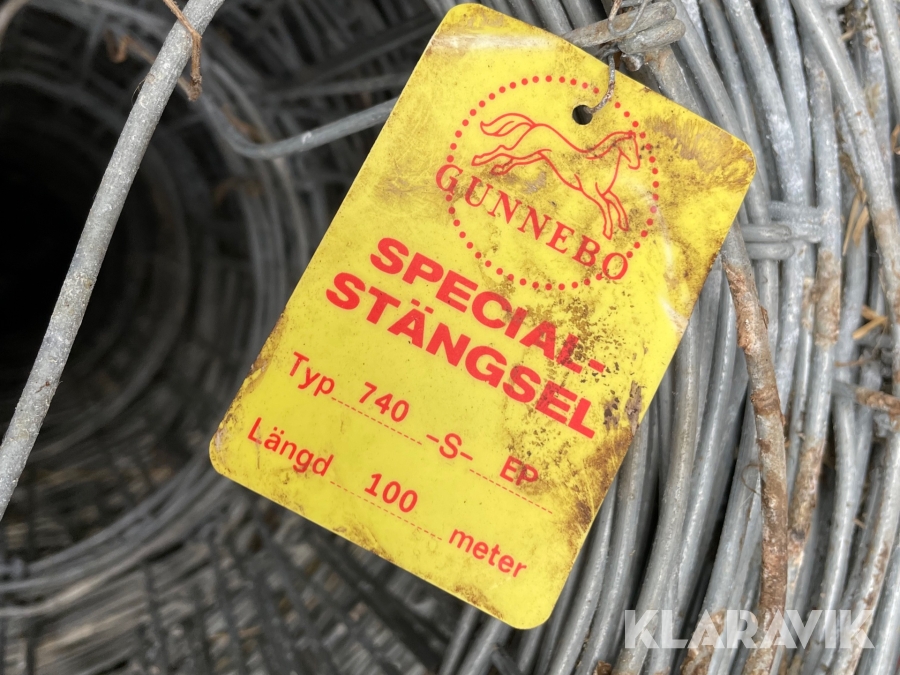 GUNNEBO
SPECIAL-
STÄNGSEL
Typ 740 -S- EP
Längd 100 meter
KLARAVIK